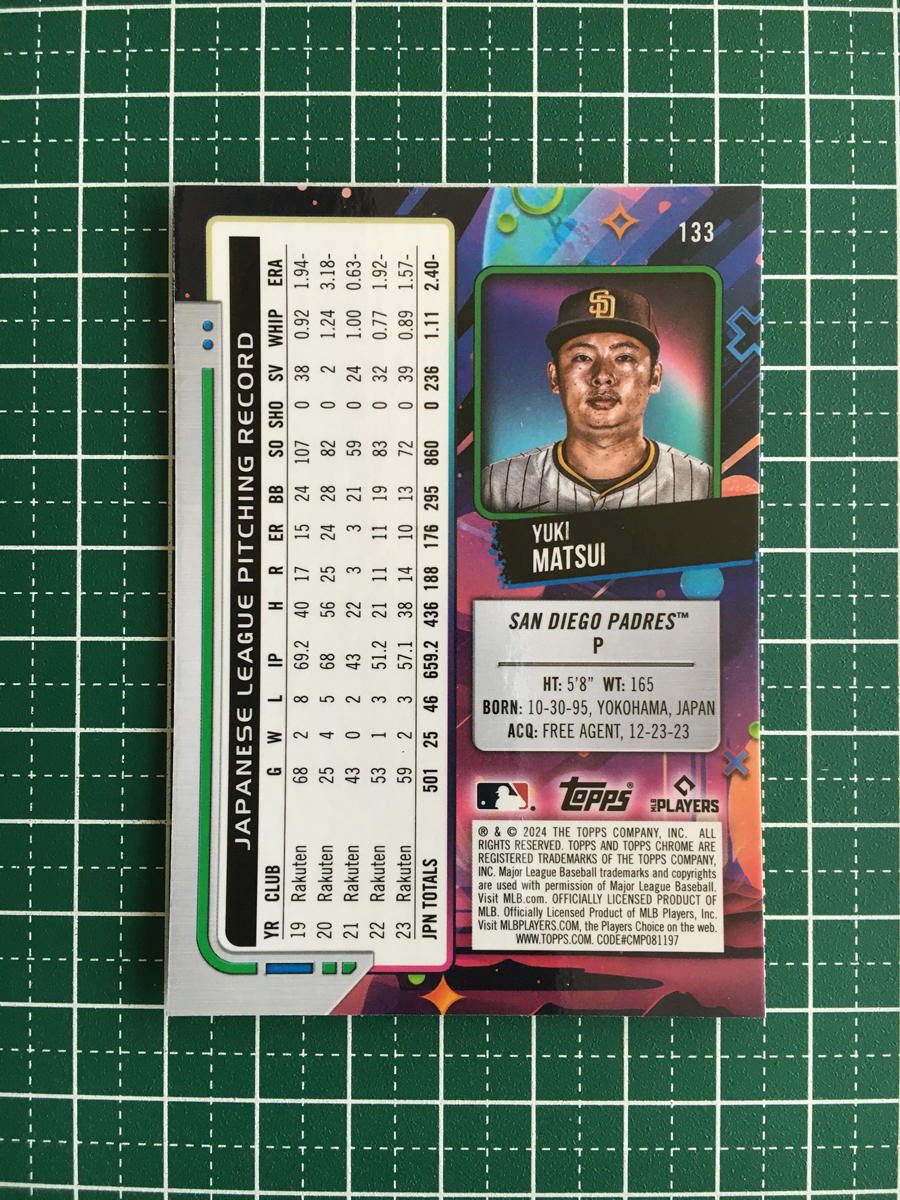 JAPANESE LEAGUE PITCHING RECORD
YR CLUB G W L IP H R ER BB SO SHO SV WHIP ERA
19 Rakuten 68 2 8 69.2 40 17 15 24 107 0 38 0.92 1.94-
20 Rakuten 25 4 5 68 56 25 24 28 82 0 2 1.24 3.18-
21 Rakuten 43 0 2 43 22 3 3 21 59 0 24 1.00 0.63-
22 Rakuten 53 1 3 51.2 21 11 11 19 83 0 32 0.77 1.92-
23 Rakuten 59 2 3 57.1 38 14 10 13 72 0 39 0.89 1.57-
JPN TOTALS 501 25 46 659.2 436 188 176 295 860 0 236 1.11 2.40-
133
SD
YUKI
MATSUI
SAN DIEGO PADRES™
P
HT: 5'8" WT: 165
BORN: 10-30-95, YOKOHAMA, JAPAN
ACQ: FREE AGENT, 12-23-23
topps®
MLB PLAYERS
® & © 2024 THE TOPPS COMPANY, INC. ALL
RIGHTS RESERVED. TOPPS AND TOPPS CHROME ARE
REGISTERED TRADEMARKS OF THE TOPPS COMPANY,
INC. Major League Baseball trademarks and copyrights
are used with permission of Major League Baseball.
Visit MLB.com. OFFICIALLY LICENSED PRODUCT OF
MLB. Officially Licensed Product of MLB Players, Inc.
Visit MLBPLAYERS.COM, the Players Choice on the web.
WWW.TOPPS.COM. CODE#CMP081197